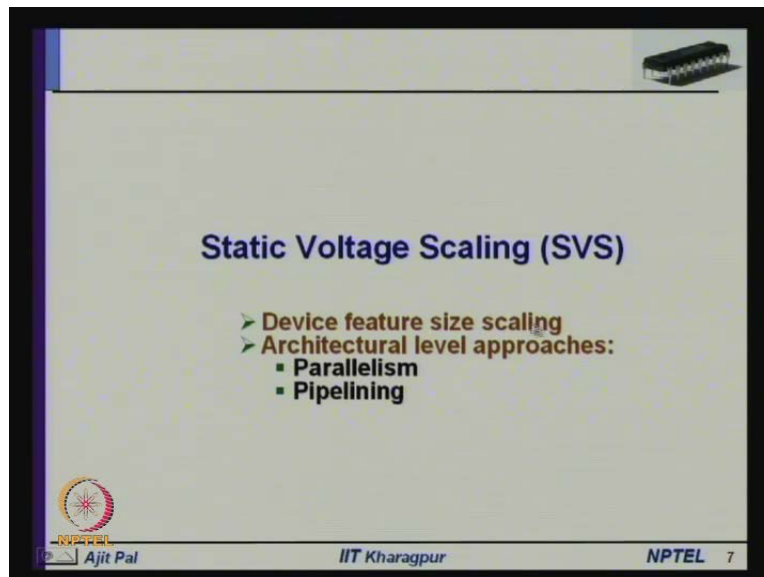 Static Voltage Scaling (SVS)
Device feature size scaling
Architectural level approaches:
Parallelism
Pipelining
NPTEL
Ajit Pal
IIT Kharagpur
NPTEL 7